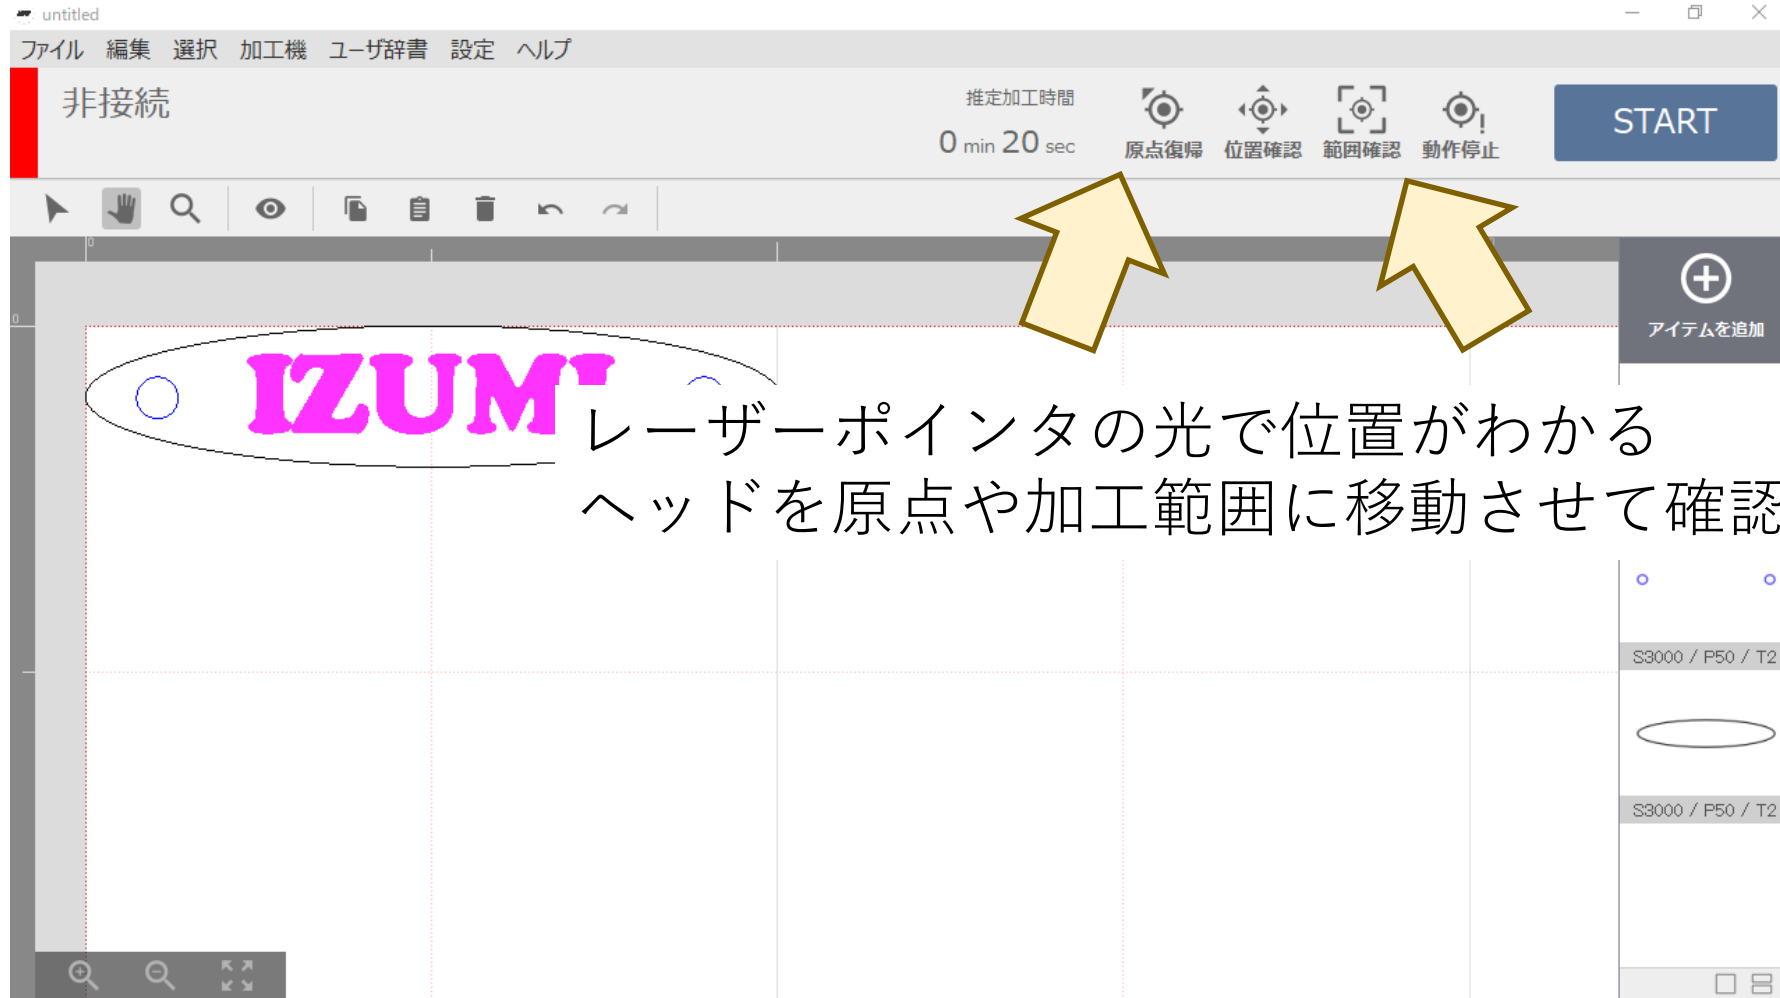 untitled
ファイル 編集 選択 加工機 ユーザ辞書 設定 ヘルプ
非接続
推定加工時間
0 min 20 sec
原点復帰 位置確認 範囲確認 動作停止
START
0
0
アイテムを追加
IZUMI
レーザーポインタの光で位置がわかる
ヘッドを原点や加工範囲に移動させて確認
S3000 / P50 / T2
S3000 / P50 / T2